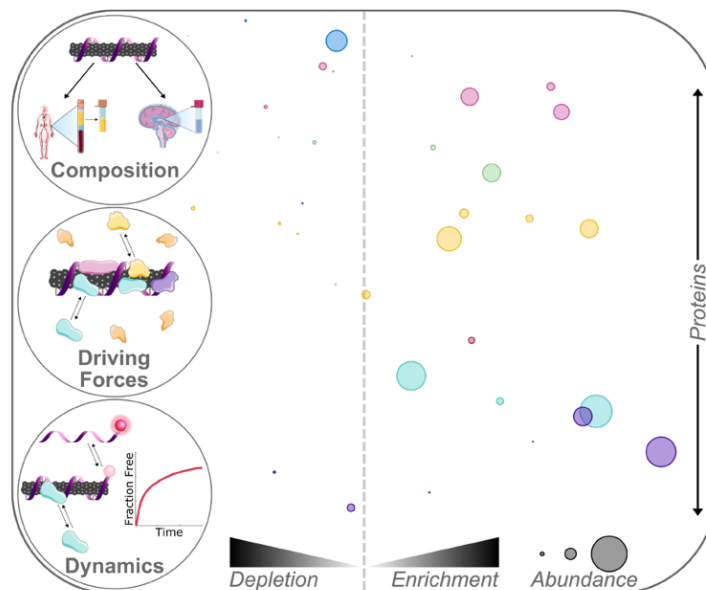 Composition
Driving
Forces
Fraction Free
Time
Dynamics
Proteins
Depletion
Enrichment
Abundance